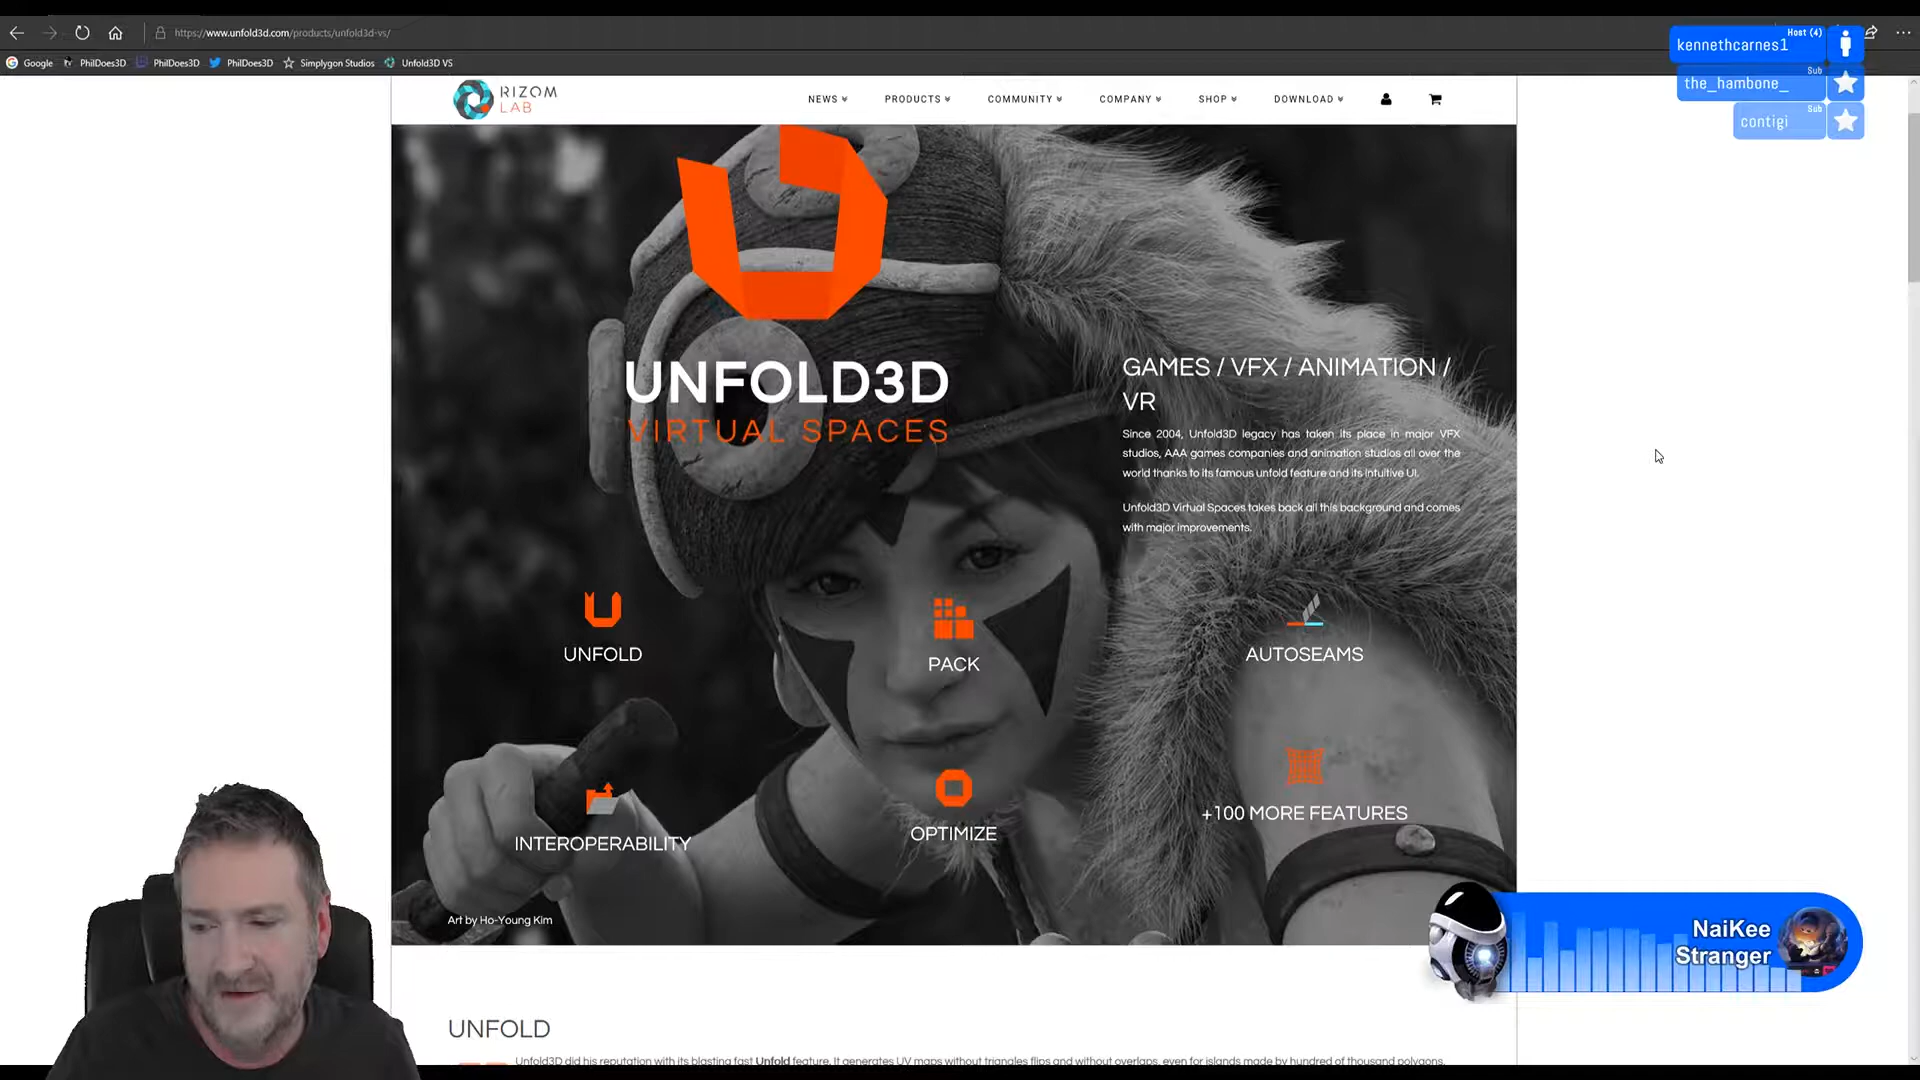 https://www.unfold3d.com/products/unfold3d-vs/
Google
PhilDoes3D
PhilDoes3D
PhilDoes3D
Simplygon Studios
Unfold3D VS
Host (4)
kennethcarnes1
Sub
the_hambone_
Sub
contigi
RIZOM
LAB
NEWS
PRODUCTS
COMMUNITY
COMPANY
SHOP
DOWNLOAD
UNFOLD3D
VIRTUAL SPACES
GAMES / VFX / ANIMATION /
VR
Since 2004, Unfold3D legacy has taken its place in major VFX
studios, AAA games companies and animation studios all over the
world thanks to its famous unfold feature and its intuitive UI.
Unfold3D Virtual Spaces takes back all this background and comes
with major improvements.
UNFOLD
PACK
AUTOSEAMS
INTEROPERABILITY
OPTIMIZE
+100 MORE FEATURES
Art by Ho-Young Kim
NaiKee
Stranger
UNFOLD
Unfold3D did his reputation with its blasting fast Unfold feature. It generates UV maps without triangles flips and without overlaps, even for islands made by hundred of thousand polygons.